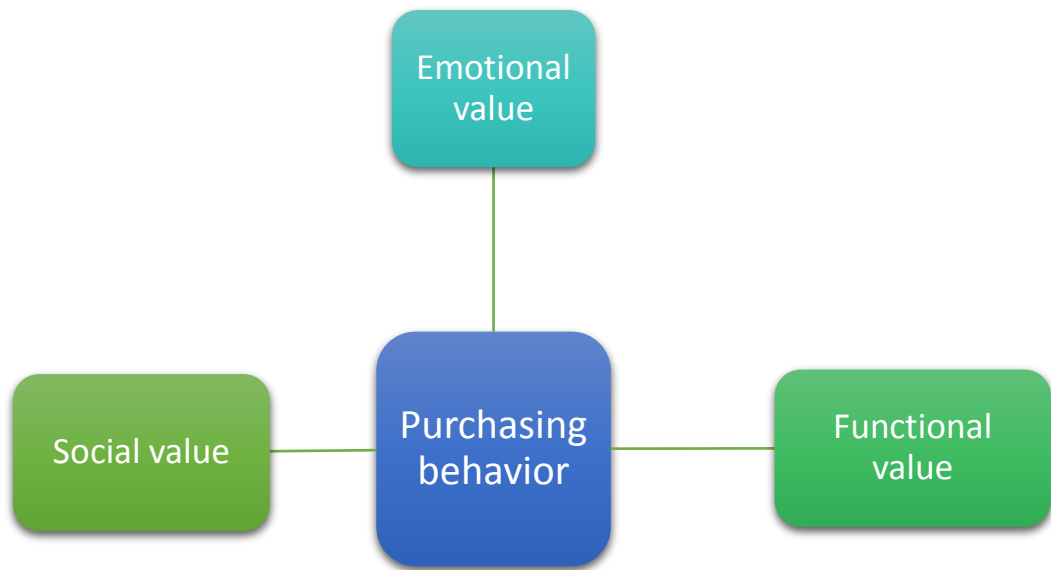 Emotional
value
Social value
Purchasing
behavior
Functional
value